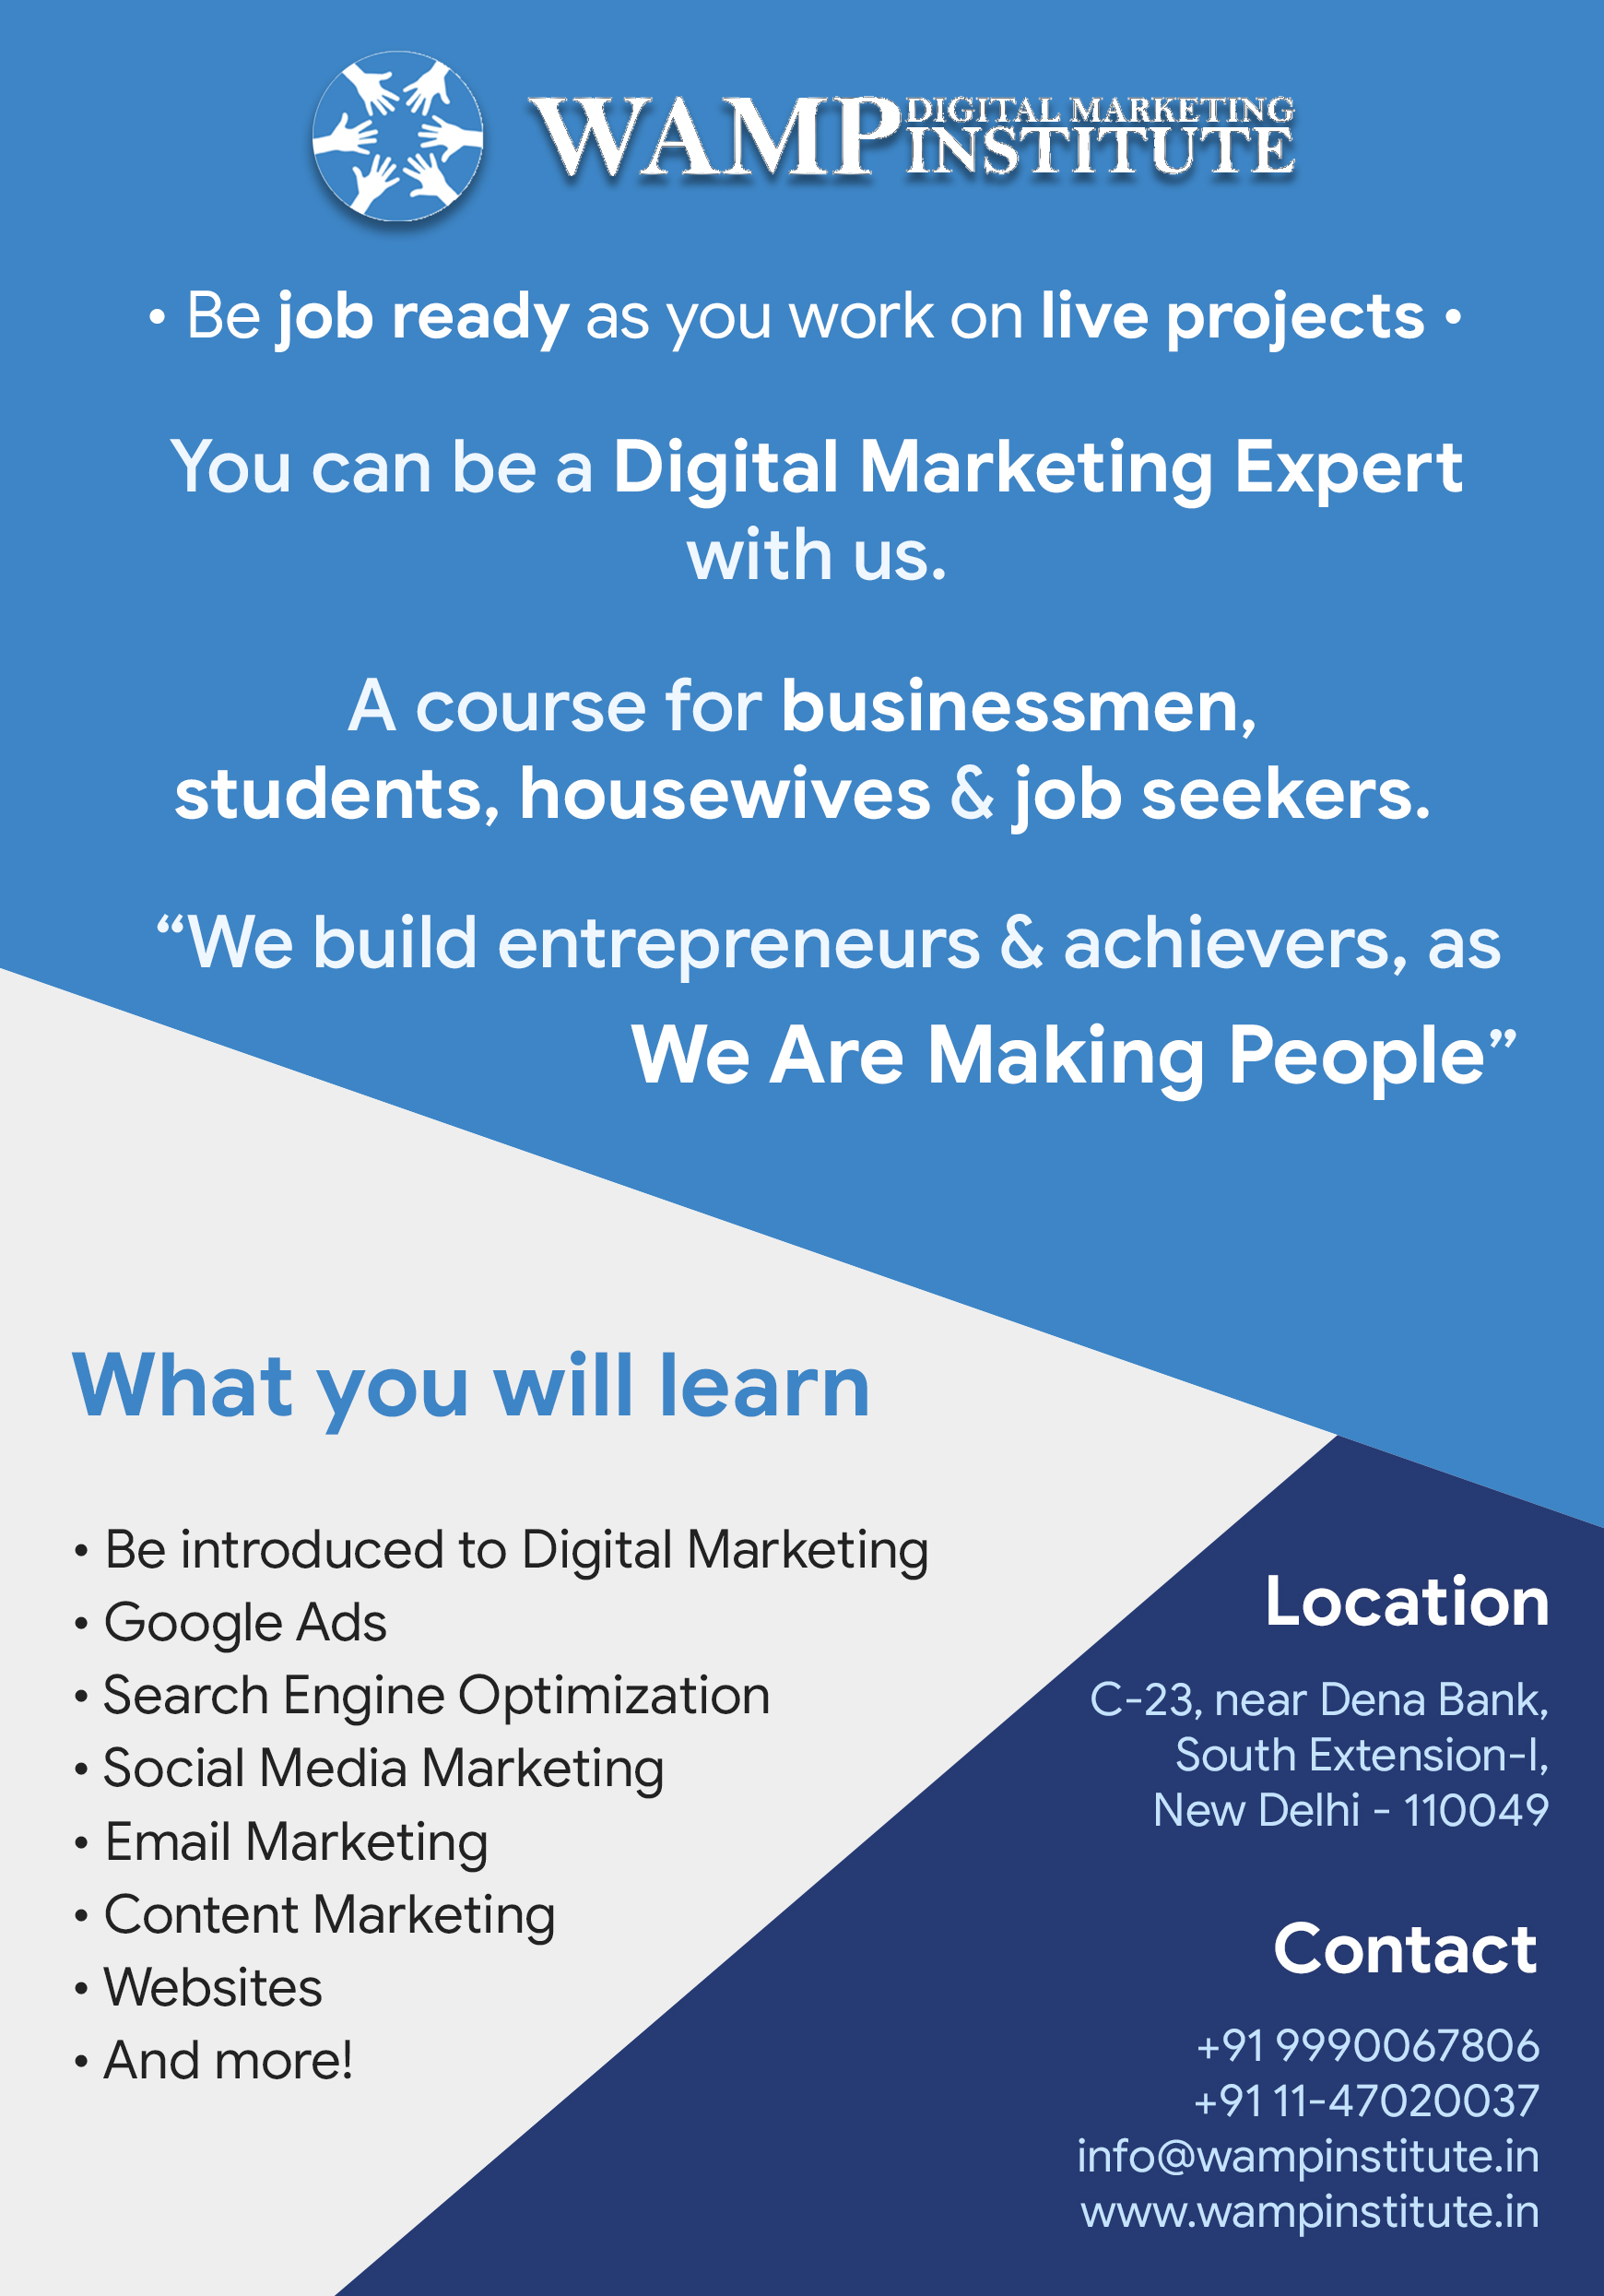 WAMP DIGITAL MARKETING
INSTITUTE
• Be job ready as you work on live projects •
You can be a Digital Marketing Expert
with us.
A course for businessmen,
students, housewives & job seekers.
“We build entrepreneurs & achievers, as
We Are Making People”
What you will learn
• Be introduced to Digital Marketing
• Google Ads
• Search Engine Optimization
• Social Media Marketing
• Email Marketing
• Content Marketing
• Websites
• And more!
Location
C-23, near Dena Bank,
South Extension-I,
New Delhi - 110049
Contact
+91 9990067806
+91 11-47020037
info@wampinstitute.in
www.wampinstitute.in